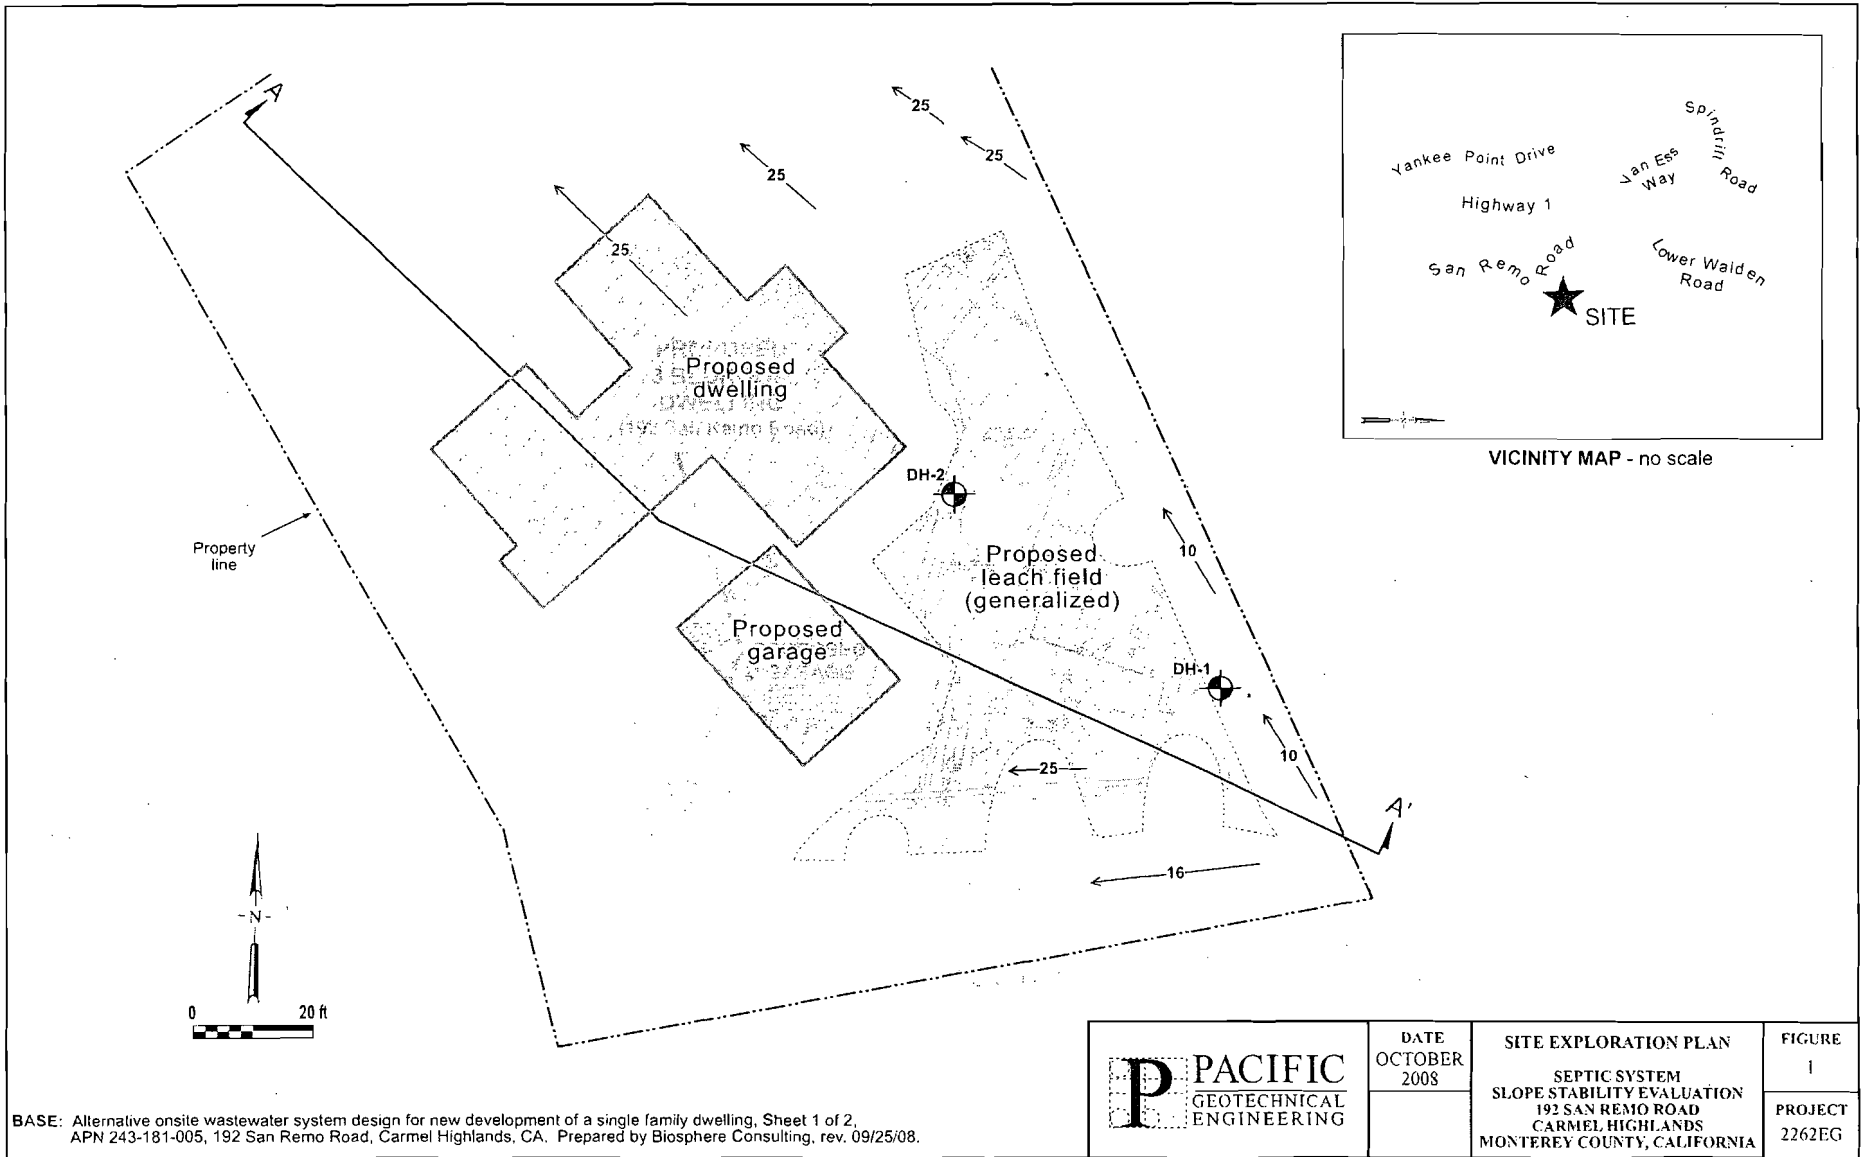 A
25
25
25
25
Proposed
dwelling
DH-2
Property
line
Proposed
leach field
(generalized)
10
Proposed
garage
DH-1
10
25
A'
16
N
0 20 ft
Yankee Point Drive
Spindrift Road
Van Ess
Way
Highway 1
San Remo Road
Lower Walden
Road
SITE
VICINITY MAP - no scale
BASE: Alternative onsite wastewater system design for new development of a single family dwelling, Sheet 1 of 2,
APN 243-181-005, 192 San Remo Road, Carmel Highlands, CA. Prepared by Biosphere Consulting, rev. 09/25/08.
P PACIFIC
GEOTECHNICAL
ENGINEERING
DATE
OCTOBER
2008
SITE EXPLORATION PLAN
SEPTIC SYSTEM
SLOPE STABILITY EVALUATION
192 SAN REMO ROAD
CARMEL HIGHLANDS
MONTEREY COUNTY, CALIFORNIA
FIGURE
1
PROJECT
2262EG